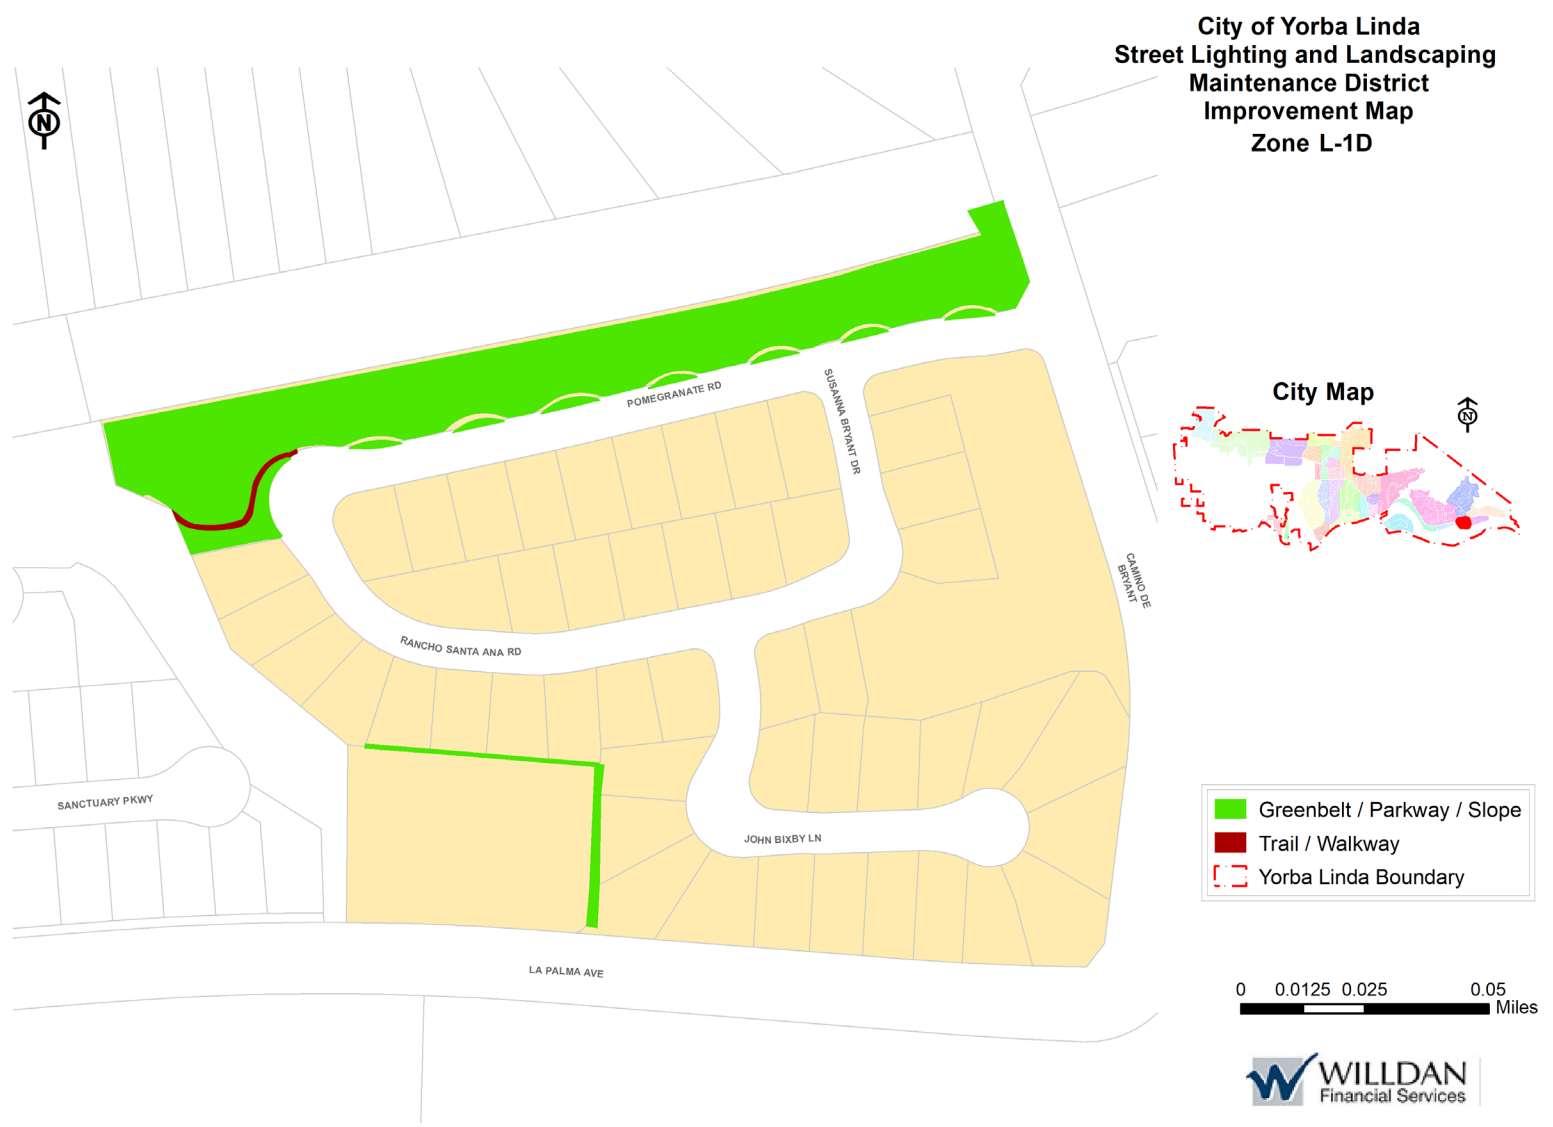 City of Yorba Linda
Street Lighting and Landscaping
Maintenance District
Improvement Map
Zone L-1D
N
POMEGRANATE RD
SUSANNA BRYANT DR
City Map
N
CAMINO DE
BRYANT
RANCHO SANTA ANA RD
SANCTUARY PKWY
JOHN BIXBY LN
LA PALMA AVE
Greenbelt / Parkway / Slope
Trail / Walkway
Yorba Linda Boundary
0 0.0125 0.025 0.05
Miles
WILLDAN
Financial Services